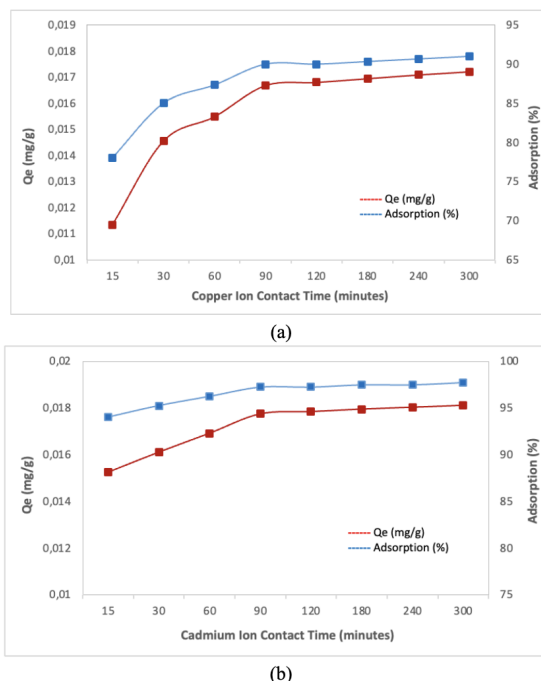 0,019
0,018
0,017
0,016
0,015
0,014
0,013
0,012
0,011
0,01
Qe (mg/g)
95
90
85
80
75
70
65
Adsorption (%)
Qe (mg/g)
Adsorption (%)
15 30 60 90 120 180 240 300
Copper Ion Contact Time (minutes)
(a)
0,02
0,018
0,016
0,014
0,012
0,01
Qe (mg/g)
100
95
90
85
80
75
Adsorption (%)
Qe (mg/g)
Adsorption (%)
15 30 60 90 120 180 240 300
Cadmium Ion Contact Time (minutes)
(b)